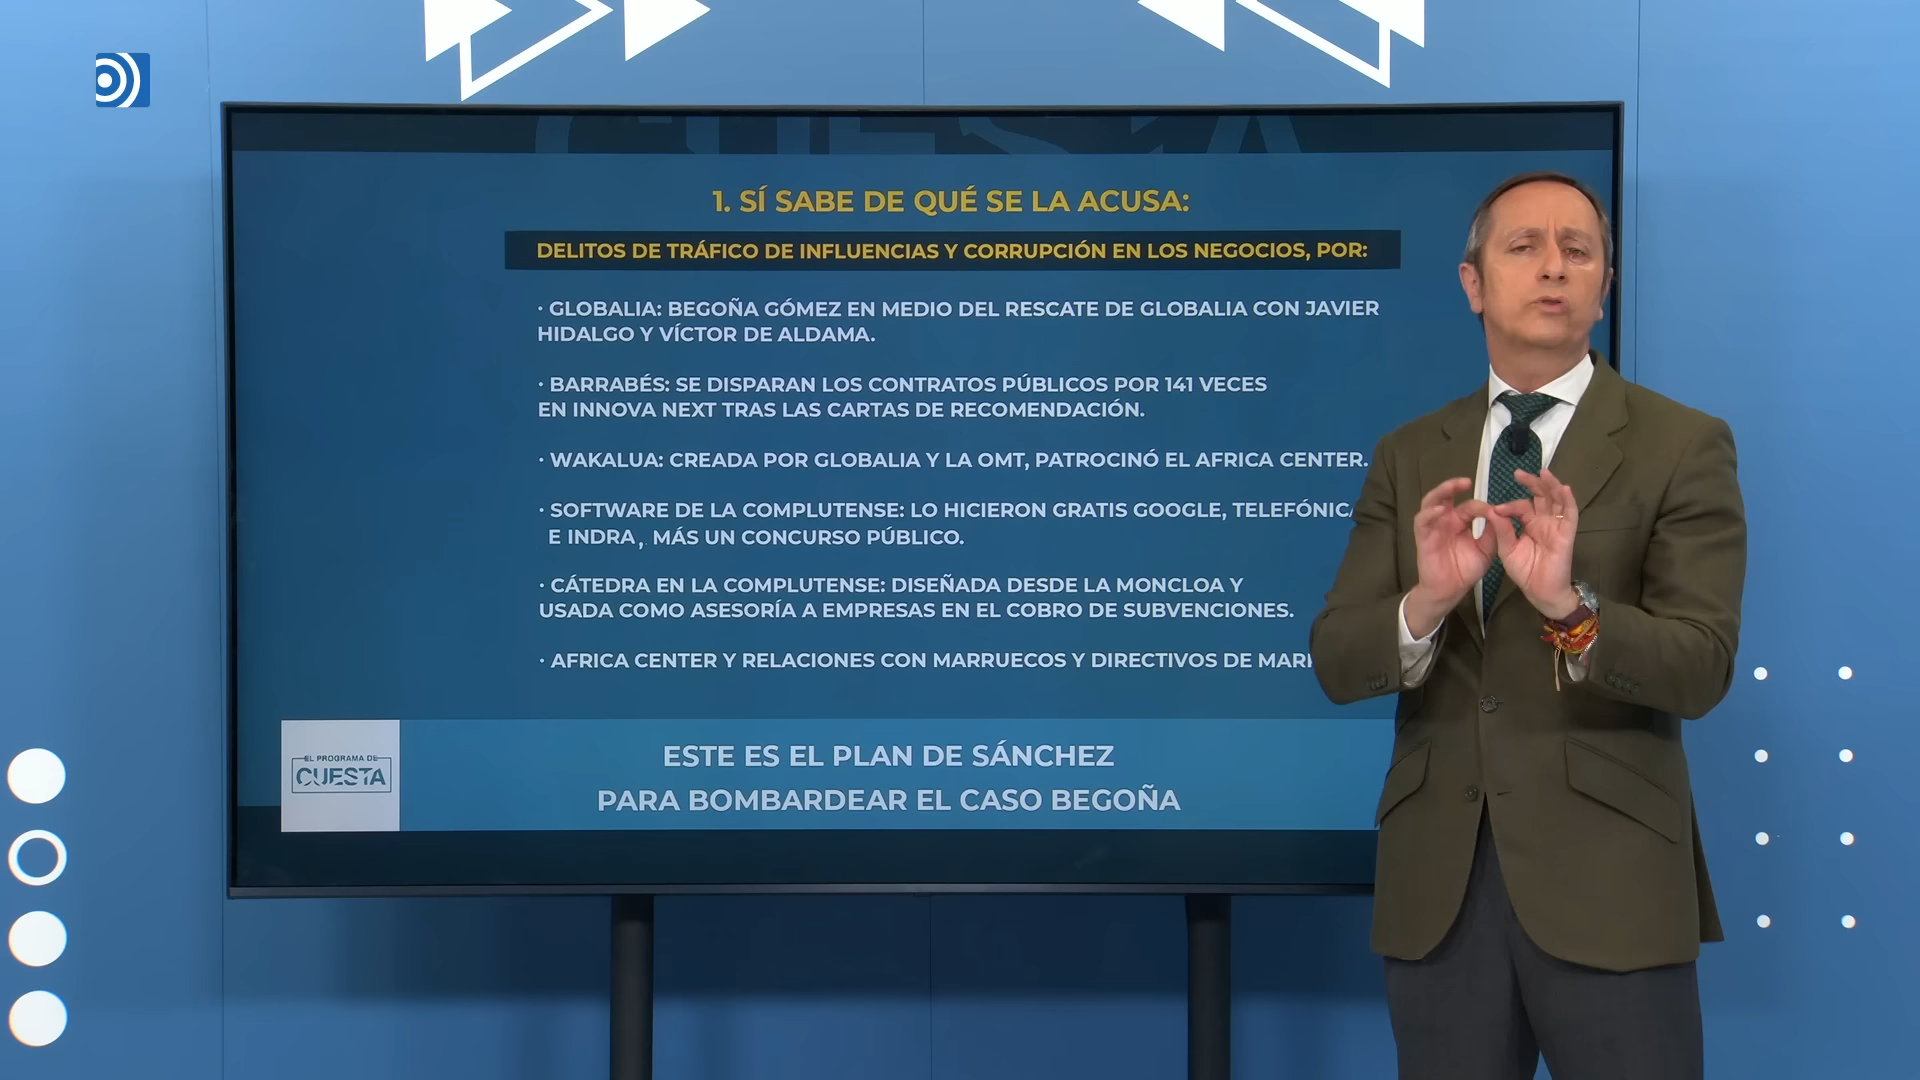 CUESTA
1. SÍ SABE DE QUÉ SE LA ACUSA:
DELITOS DE TRÁFICO DE INFLUENCIAS Y CORRUPCIÓN EN LOS NEGOCIOS, POR:
· GLOBALIA: BEGOÑA GÓMEZ EN MEDIO DEL RESCATE DE GLOBALIA CON JAVIER
HIDALGO Y VÍCTOR DE ALDAMA.
· BARRABÉS: SE DISPARAN LOS CONTRATOS PÚBLICOS POR 141 VECES
EN INNOVA NEXT TRAS LAS CARTAS DE RECOMENDACIÓN.
· WAKALUA: CREADA POR GLOBALIA Y LA OMT, PATROCINÓ EL AFRICA CENTER.
· SOFTWARE DE LA COMPLUTENSE: LO HICIERON GRATIS GOOGLE, TELEFÓNICA
E INDRA, MÁS UN CONCURSO PÚBLICO.
· CÁTEDRA EN LA COMPLUTENSE: DISEÑADA DESDE LA MONCLOA Y
USADA COMO ASESORÍA A EMPRESAS EN EL COBRO DE SUBVENCIONES.
· AFRICA CENTER Y RELACIONES CON MARRUECOS Y DIRECTIVOS DE
EL PROGRAMA DE
CUESTA
ESTE ES EL PLAN DE SÁNCHEZ
PARA BOMBARDEAR EL CASO BEGOÑA